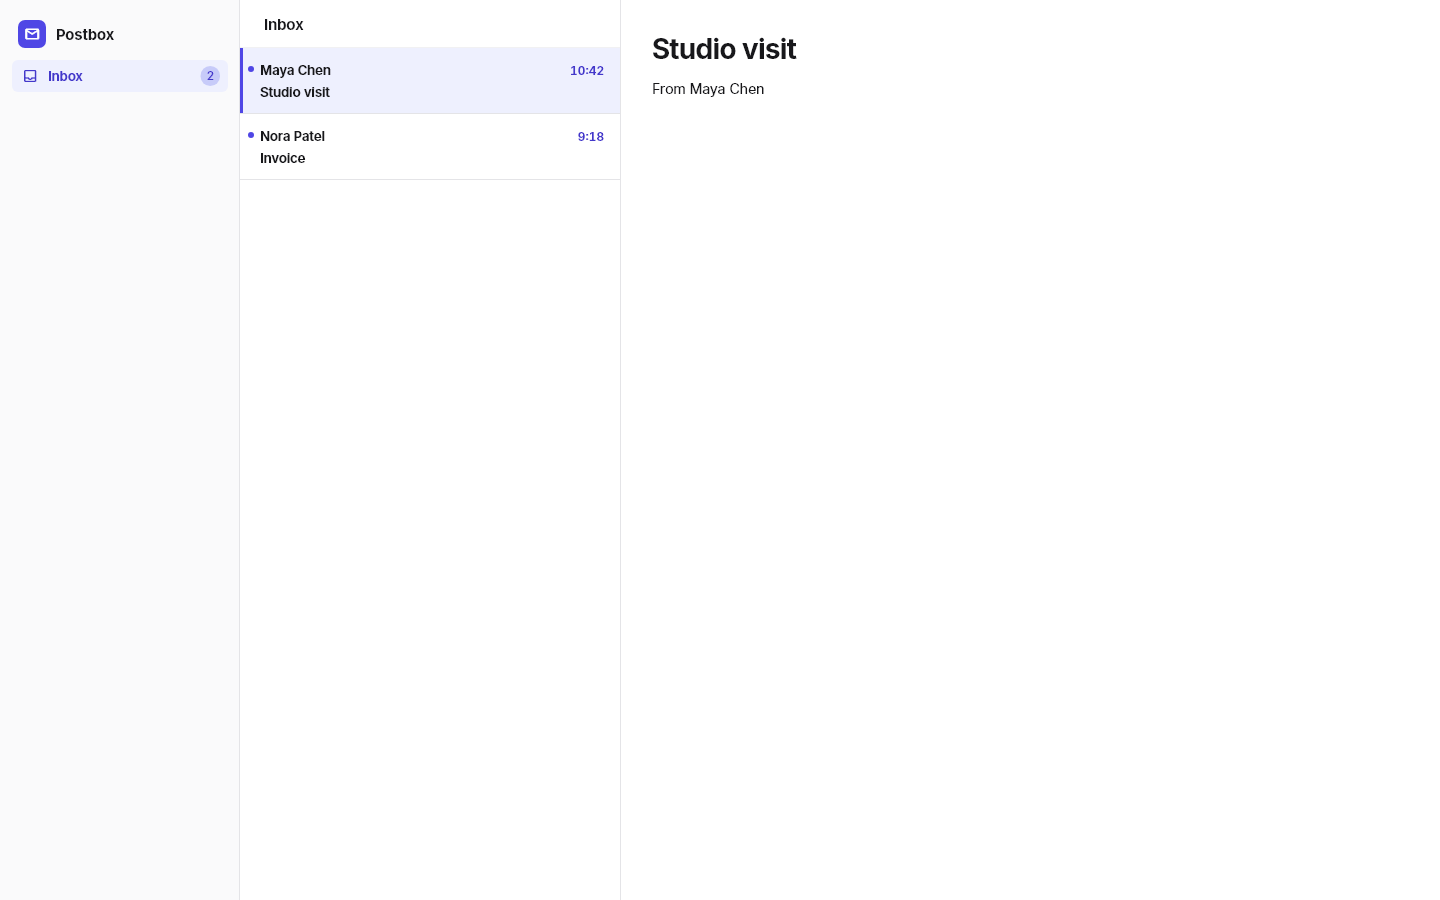 Postbox
Inbox 2
Inbox
Maya Chen 10:42
Studio visit
Nora Patel 9:18
Invoice
Studio visit
From Maya Chen